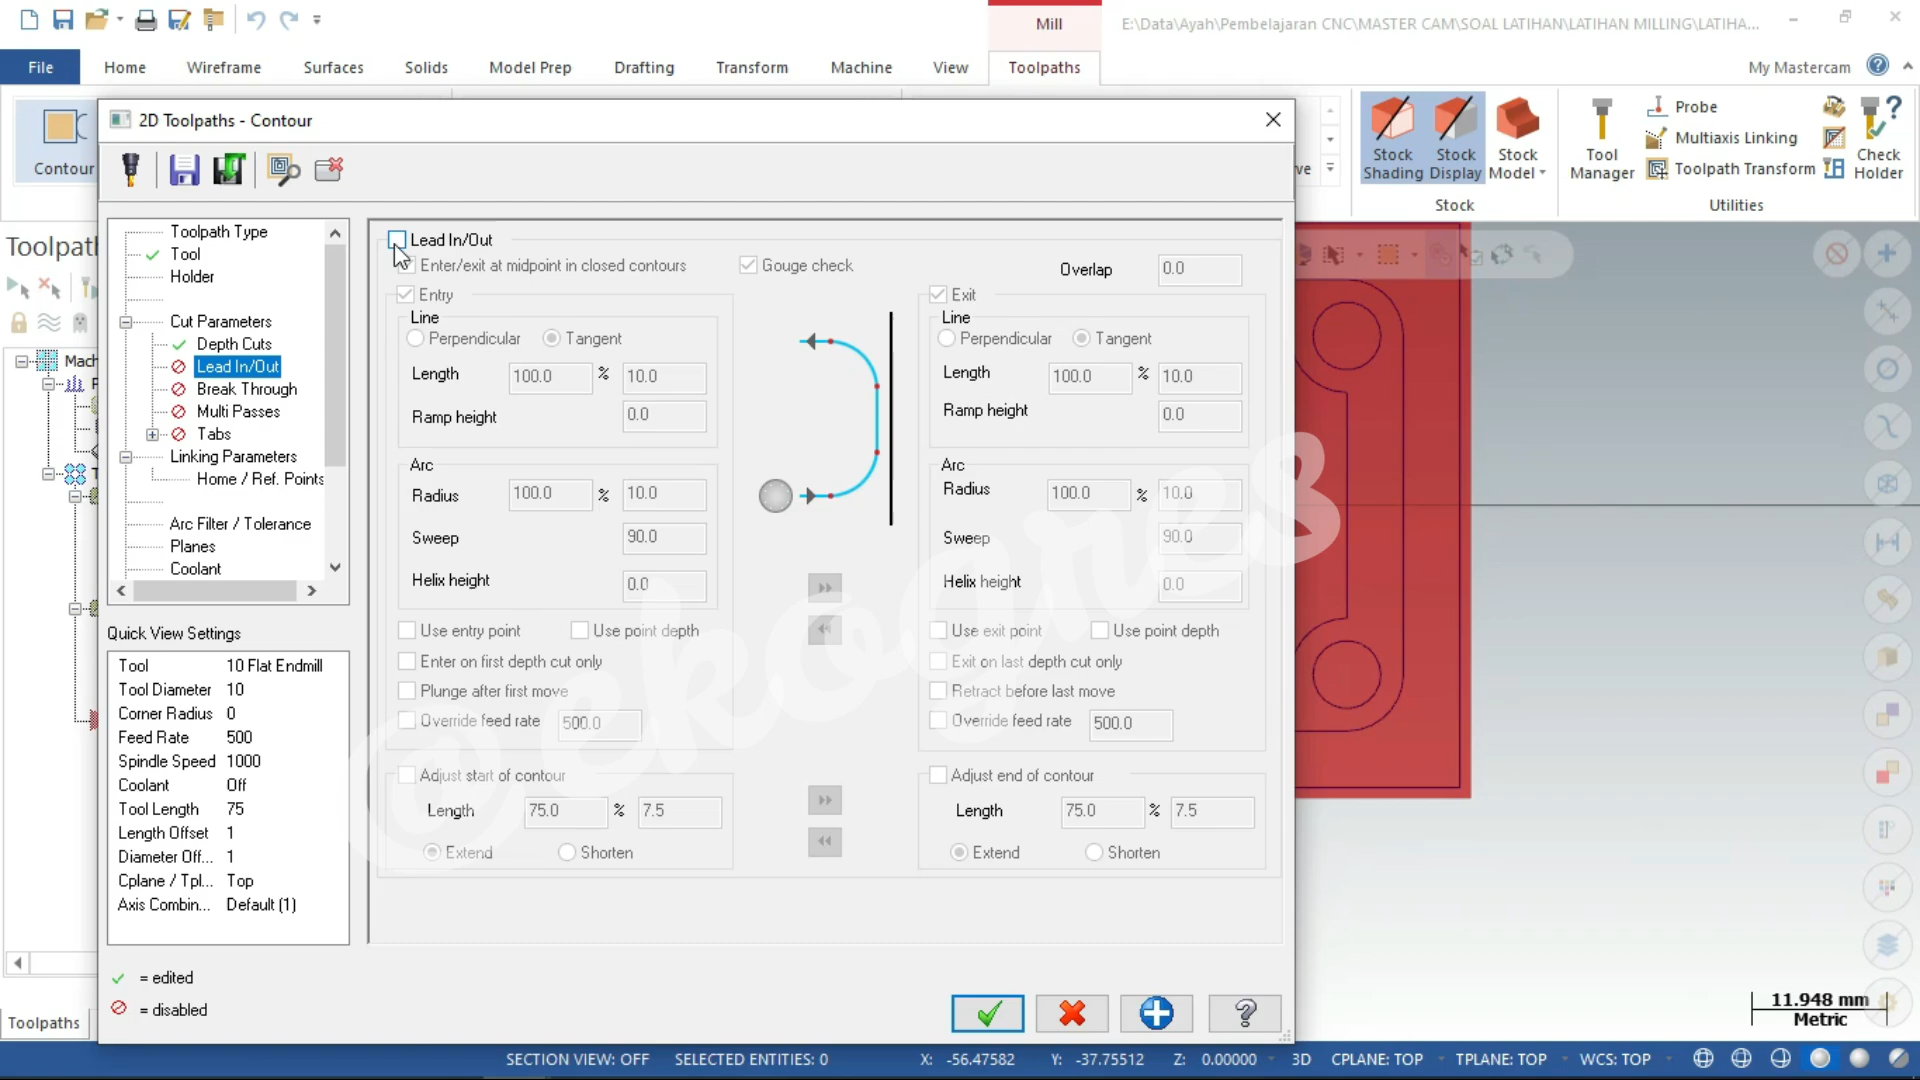 Mill
E:\Data\Ayah\Pembelajaran CNC\MASTER CAM\SOAL LATIHAN\LATIHAN MILLING\LATIHA...
File Home Wireframe Surfaces Solids Model Prep Drafting Transform Machine View Toolpaths My Mastercam
Contour
2D Toolpaths - Contour
Stock Shading
Stock Display
Stock Model
Stock
Tool Manager
Probe
Multiaxis Linking
Toolpath Transform
Check Holder
Utilities
Toolpath Type
Tool
Holder
Cut Parameters
Depth Cuts
Lead In/Out
Break Through
Multi Passes
Tabs
Linking Parameters
Home / Ref. Points
Arc Filter / Tolerance
Planes
Coolant
Quick View Settings
Tool 10 Flat Endmill
Tool Diameter 10
Corner Radius 0
Feed Rate 500
Spindle Speed 1000
Coolant Off
Tool Length 75
Length Offset 1
Diameter Off... 1
Cplane / Tpl... Top
Axis Combin... Default (1)
= edited
= disabled
Lead In/Out
Enter/exit at midpoint in closed contours
Gouge check
Overlap 0.0
Entry
Line
Perpendicular Tangent
Length 100.0 % 10.0
Ramp height 0.0
Arc
Radius 100.0 % 10.0
Sweep 90.0
Helix height 0.0
Use entry point Use point depth
Enter on first depth cut only
Plunge after first move
Override feed rate 500.0
Adjust start of contour
Length 75.0 % 7.5
Extend Shorten
Exit
Line
Perpendicular Tangent
Length 100.0 % 10.0
Ramp height 0.0
Arc
Radius 100.0 % 10.0
Sweep 90.0
Helix height 0.0
Use exit point Use point depth
Exit on last depth cut only
Retract before last move
Override feed rate 500.0
Adjust end of contour
Length 75.0 % 7.5
Extend Shorten
@ekogres
11.948 mm
Metric
Toolpaths
SECTION VIEW: OFF SELECTED ENTITIES: 0 X: -56.47582 Y: -37.75512 Z: 0.00000 3D CPLANE: TOP TPLANE: TOP WCS: TOP